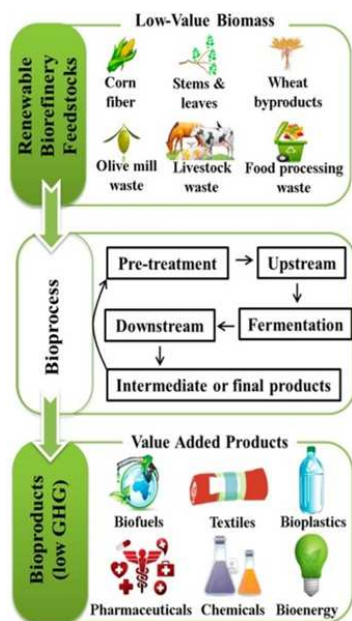 Low-Value Biomass
Renewable
Biorefinery
Feedstocks
Corn
fiber
Stems &
leaves
Wheat
byproducts
Olive mill
waste
Livestock
waste
Food processing
waste
Bioprocess
Pre-treatment
Upstream
Downstream
Fermentation
Intermediate or final products
Value Added Products
Bioproducts
(low GHG)
Biofuels
Textiles
Bioplastics
Pharmaceuticals
Chemicals
Bioenergy